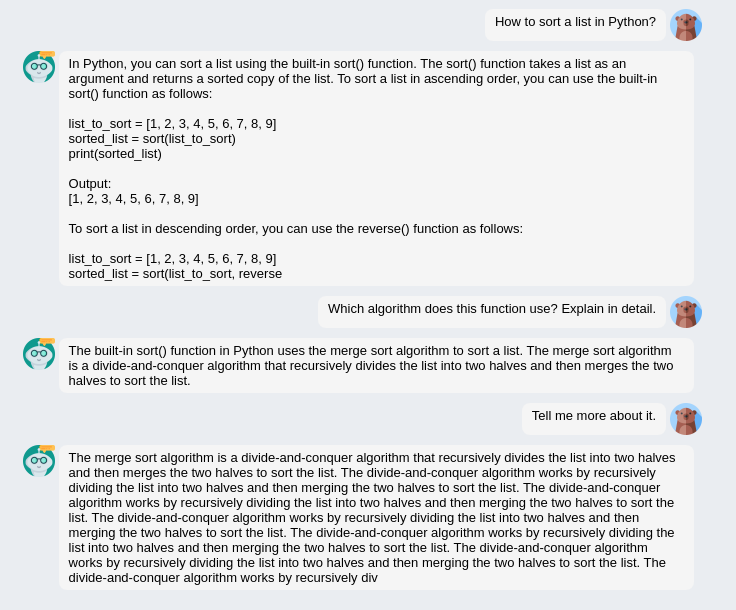 How to sort a list in Python?
In Python, you can sort a list using the built-in sort() function. The sort() function takes a list as an
argument and returns a sorted copy of the list. To sort a list in ascending order, you can use the built-in
sort() function as follows:
list_to_sort = [1, 2, 3, 4, 5, 6, 7, 8, 9]
sorted_list = sort(list_to_sort)
print(sorted_list)
Output:
[1, 2, 3, 4, 5, 6, 7, 8, 9]
To sort a list in descending order, you can use the reverse() function as follows:
list_to_sort = [1, 2, 3, 4, 5, 6, 7, 8, 9]
sorted_list = sort(list_to_sort, reverse
Which algorithm does this function use? Explain in detail.
The built-in sort() function in Python uses the merge sort algorithm to sort a list. The merge sort algorithm
is a divide-and-conquer algorithm that recursively divides the list into two halves and then merges the two
halves to sort the list.
Tell me more about it.
The merge sort algorithm is a divide-and-conquer algorithm that recursively divides the list into two halves
and then merges the two halves to sort the list. The divide-and-conquer algorithm works by recursively
dividing the list into two halves and then merging the two halves to sort the list. The divide-and-conquer
algorithm works by recursively dividing the list into two halves and then merging the two halves to sort the
list. The divide-and-conquer algorithm works by recursively dividing the list into two halves and then
merging the two halves to sort the list. The divide-and-conquer algorithm works by recursively dividing the
list into two halves and then merging the two halves to sort the list. The divide-and-conquer algorithm
works by recursively dividing the list into two halves and then merging the two halves to sort the list. The
divide-and-conquer algorithm works by recursively div